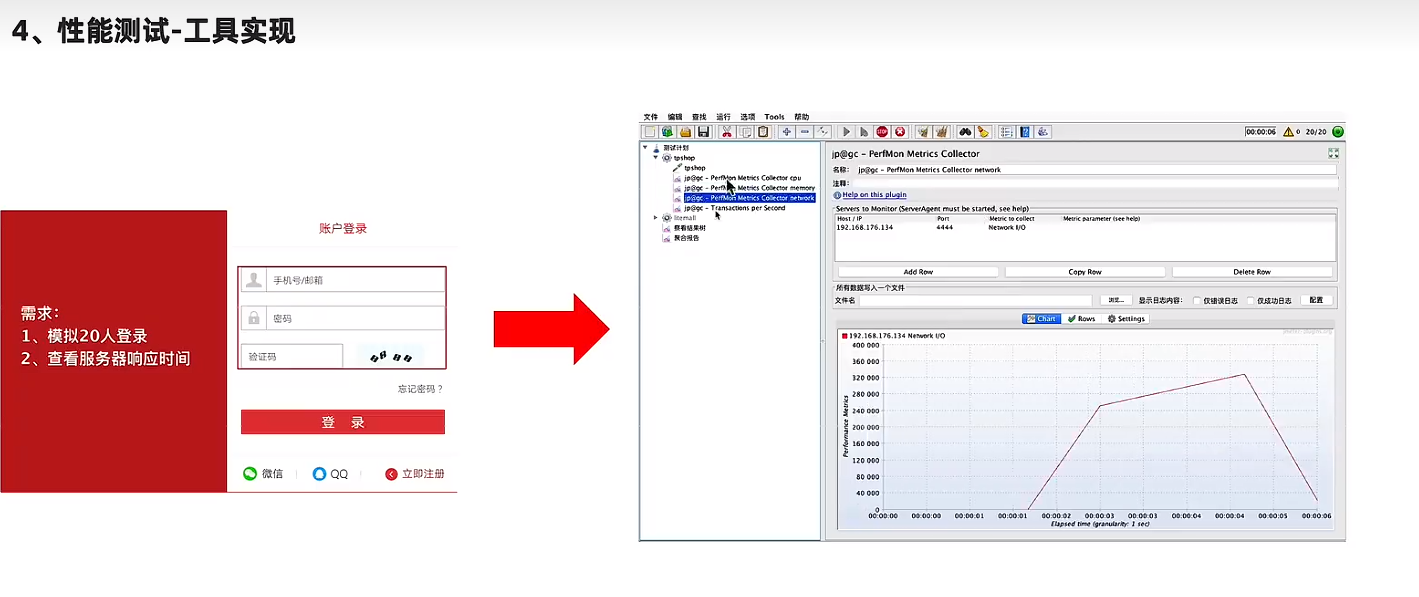 4、性能测试-工具实现
需求：
1、模拟20人登录
2、查看服务器响应时间
账户登录
手机号/邮箱
密码
验证码
忘记密码？
登 录
微信
QQ
立即注册
文件 编辑 查找 运行 选项 Tools 帮助
00:00:06 0 20/20
测试计划
tpshop
tpshop
jp@gc - PerfMon Metrics Collector cpu
jp@gc - PerfMon Metrics Collector memory
jp@gc - PerfMon Metrics Collector network
jp@gc - Transactions per Second
litemall
察看结果树
聚合报告
jp@gc - PerfMon Metrics Collector
名称： jp@gc - PerfMon Metrics Collector network
注释：
Help on this plugin
Servers to Monitor (ServerAgent must be started, see help)
Host / IP Port Metric to collect Metric parameter (see help)
192.168.176.134 4444 Network I/O
Add Row Copy Row Delete Row
所有数据写入一个文件
文件名 浏览... 显示日志内容： 仅错误日志 仅成功日志 配置
Chart Rows Settings
192.168.176.134 Network I/O
400 000
360 000
320 000
280 000
240 000
200 000
160 000
120 000
80 000
40 000
0
Performance Metrics
00:00:00 00:00:00 00:00:01 00:00:01 00:00:02 00:00:03 00:00:03 00:00:04 00:00:04 00:00:05 00:00:06
Elapsed time (granularity: 1 sec)